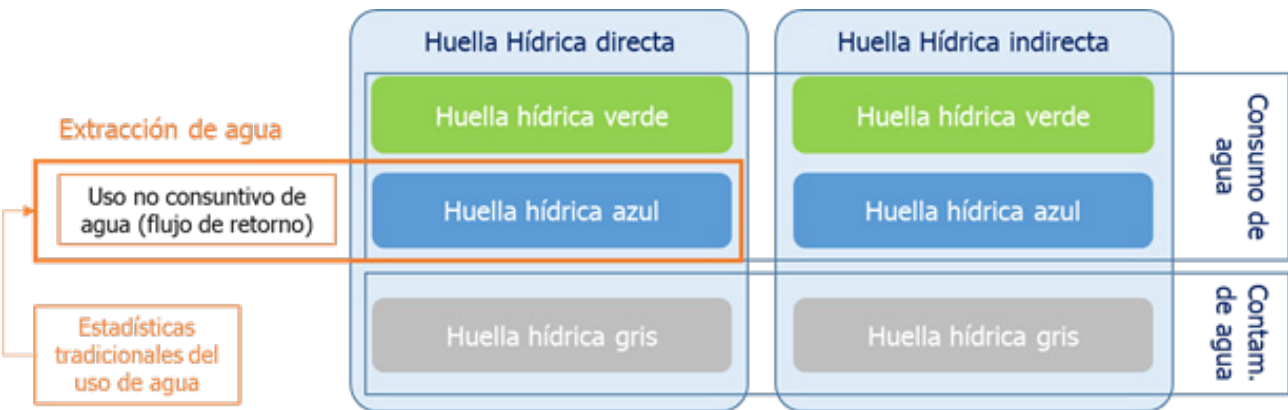 Huella Hídrica directa
Huella Hídrica indirecta
Huella hídrica verde
Huella hídrica verde
Consumo de
agua
Extracción de agua
Uso no consuntivo de
agua (flujo de retorno)
Huella hídrica azul
Huella hídrica azul
Estadísticas
tradicionales del
uso de agua
Huella hídrica gris
Huella hídrica gris
Contam.
de agua